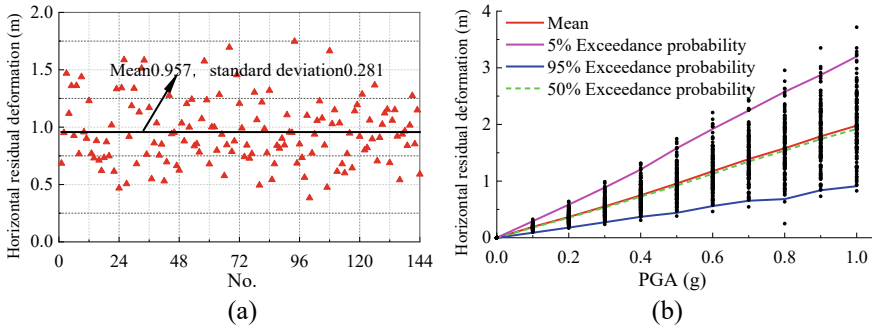 Horizontal residual deformation (m)
2.0
1.5
1.0
0.5
0.0
Mean0.957, standard deviation0.281
0 24 48 72 96 120 144
No.
(a)
Horizontal residual deformation (m)
4
3
2
1
0
Mean
5% Exceedance probability
95% Exceedance probability
50% Exceedance probability
0.0 0.2 0.4 0.6 0.8 1.0
PGA (g)
(b)